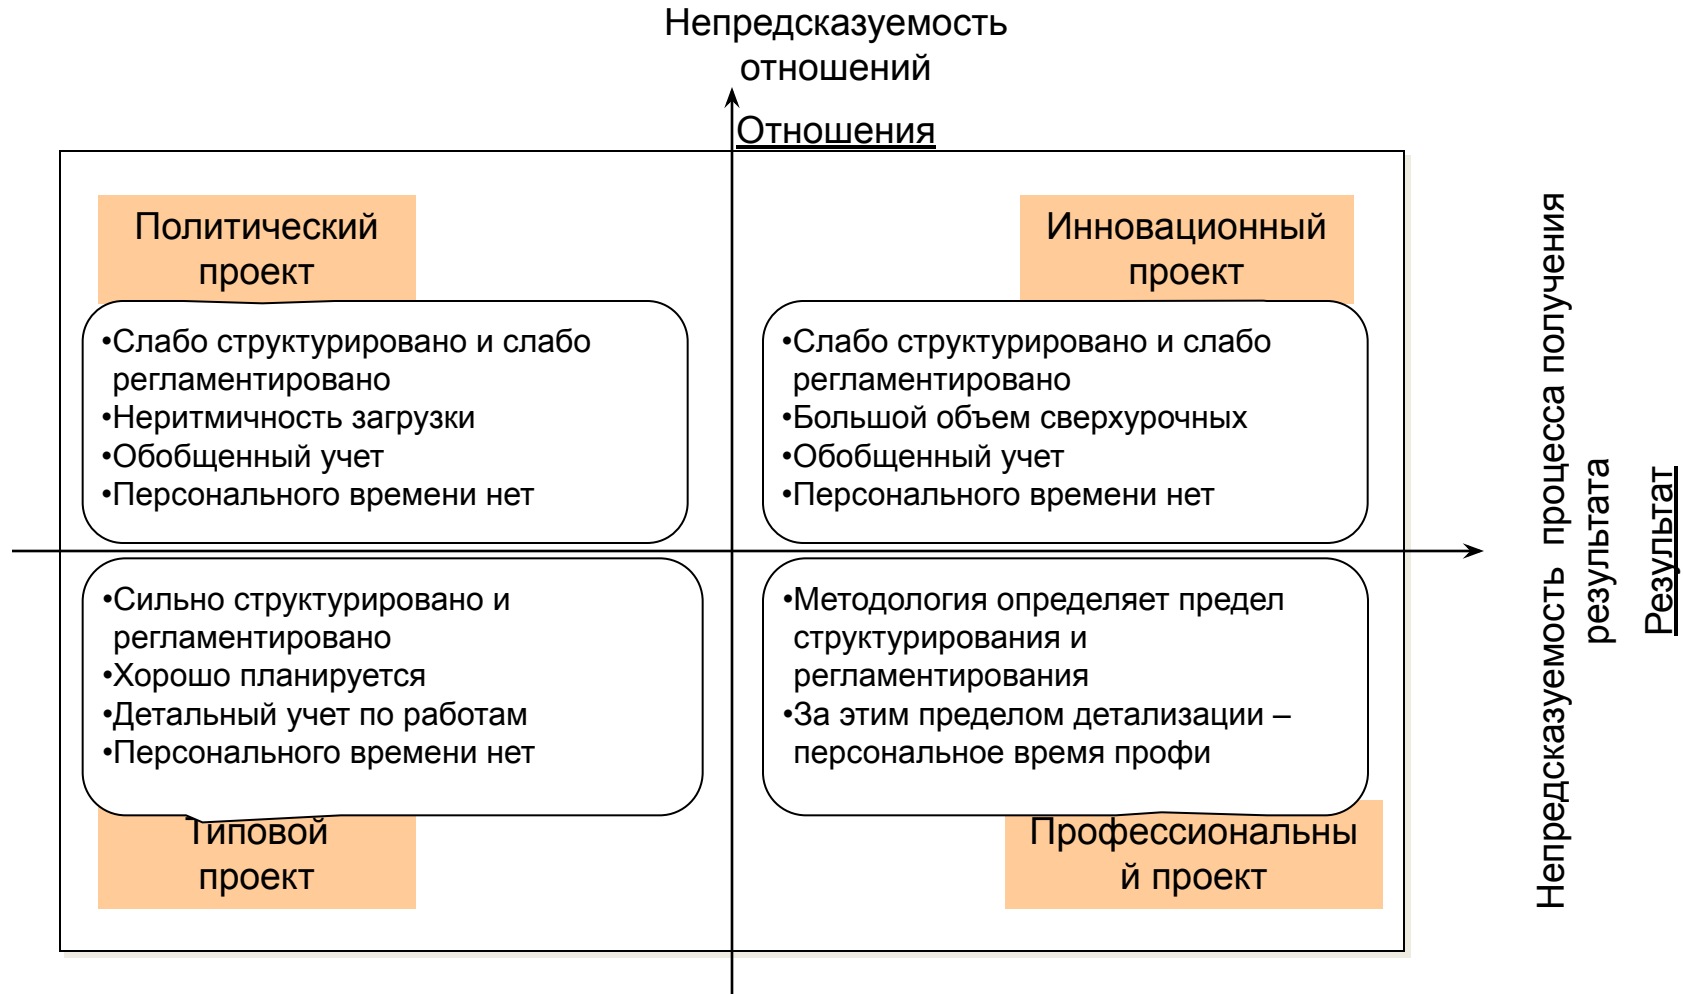 Непредсказуемость
отношений
Отношения
Политический
проект
•Слабо структурировано и слабо
регламентировано
•Неритмичность загрузки
•Обобщенный учет
•Персонального времени нет
Инновационный
проект
•Слабо структурировано и слабо
регламентировано
•Большой объем сверхурочных
•Обобщенный учет
•Персонального времени нет
•Сильно структурировано и
регламентировано
•Хорошо планируется
•Детальный учет по работам
•Персонального времени нет
Типовой
проект
•Методология определяет предел
структурирования и
регламентирования
•За этим пределом детализации –
персональное время профи
Профессиональны
й проект
Непредсказуемость процесса получения
результата
Результат